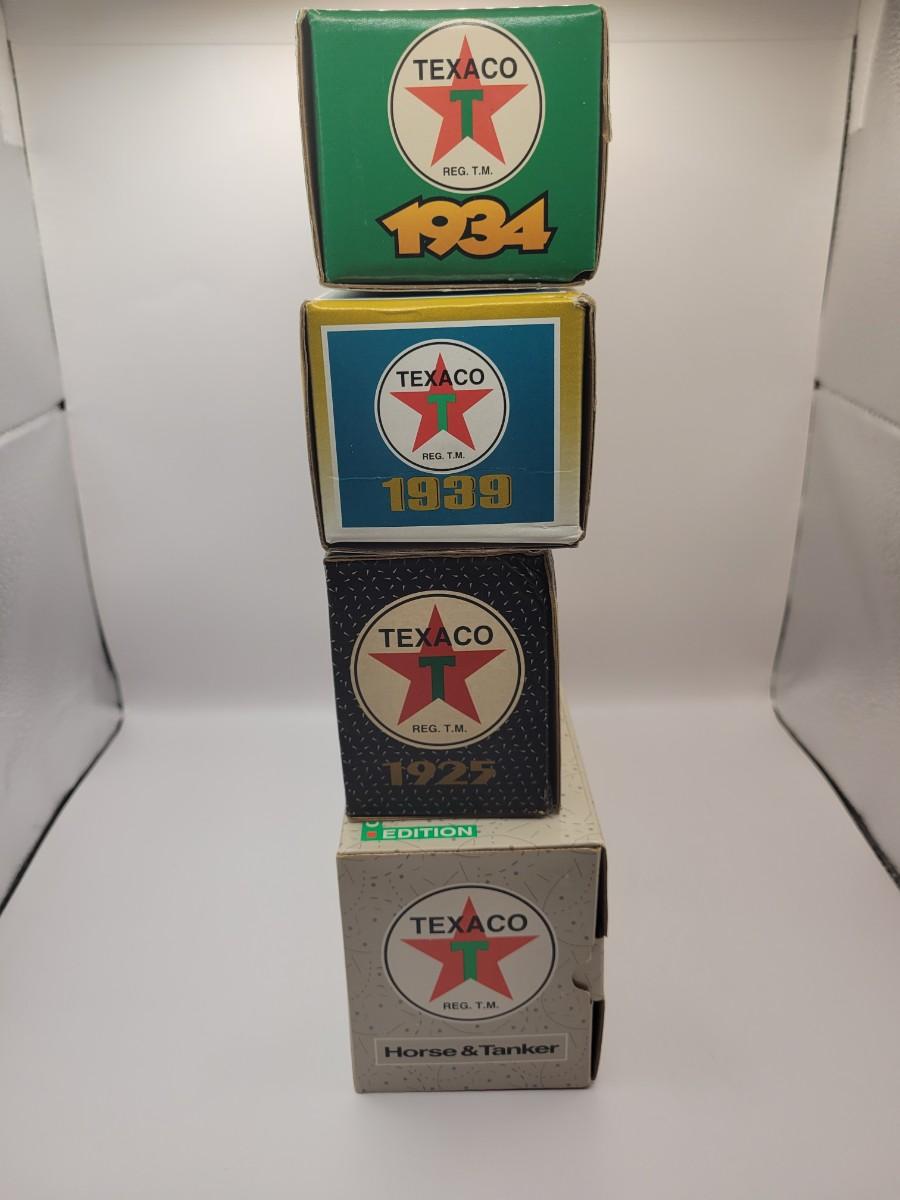 TEXACO
T
REG. T.M.
1934
TEXACO
T
REG. T.M.
1939
TEXACO
T
REG. T.M.
1925
EDITION
TEXACO
T
REG. T.M.
Horse & Tanker